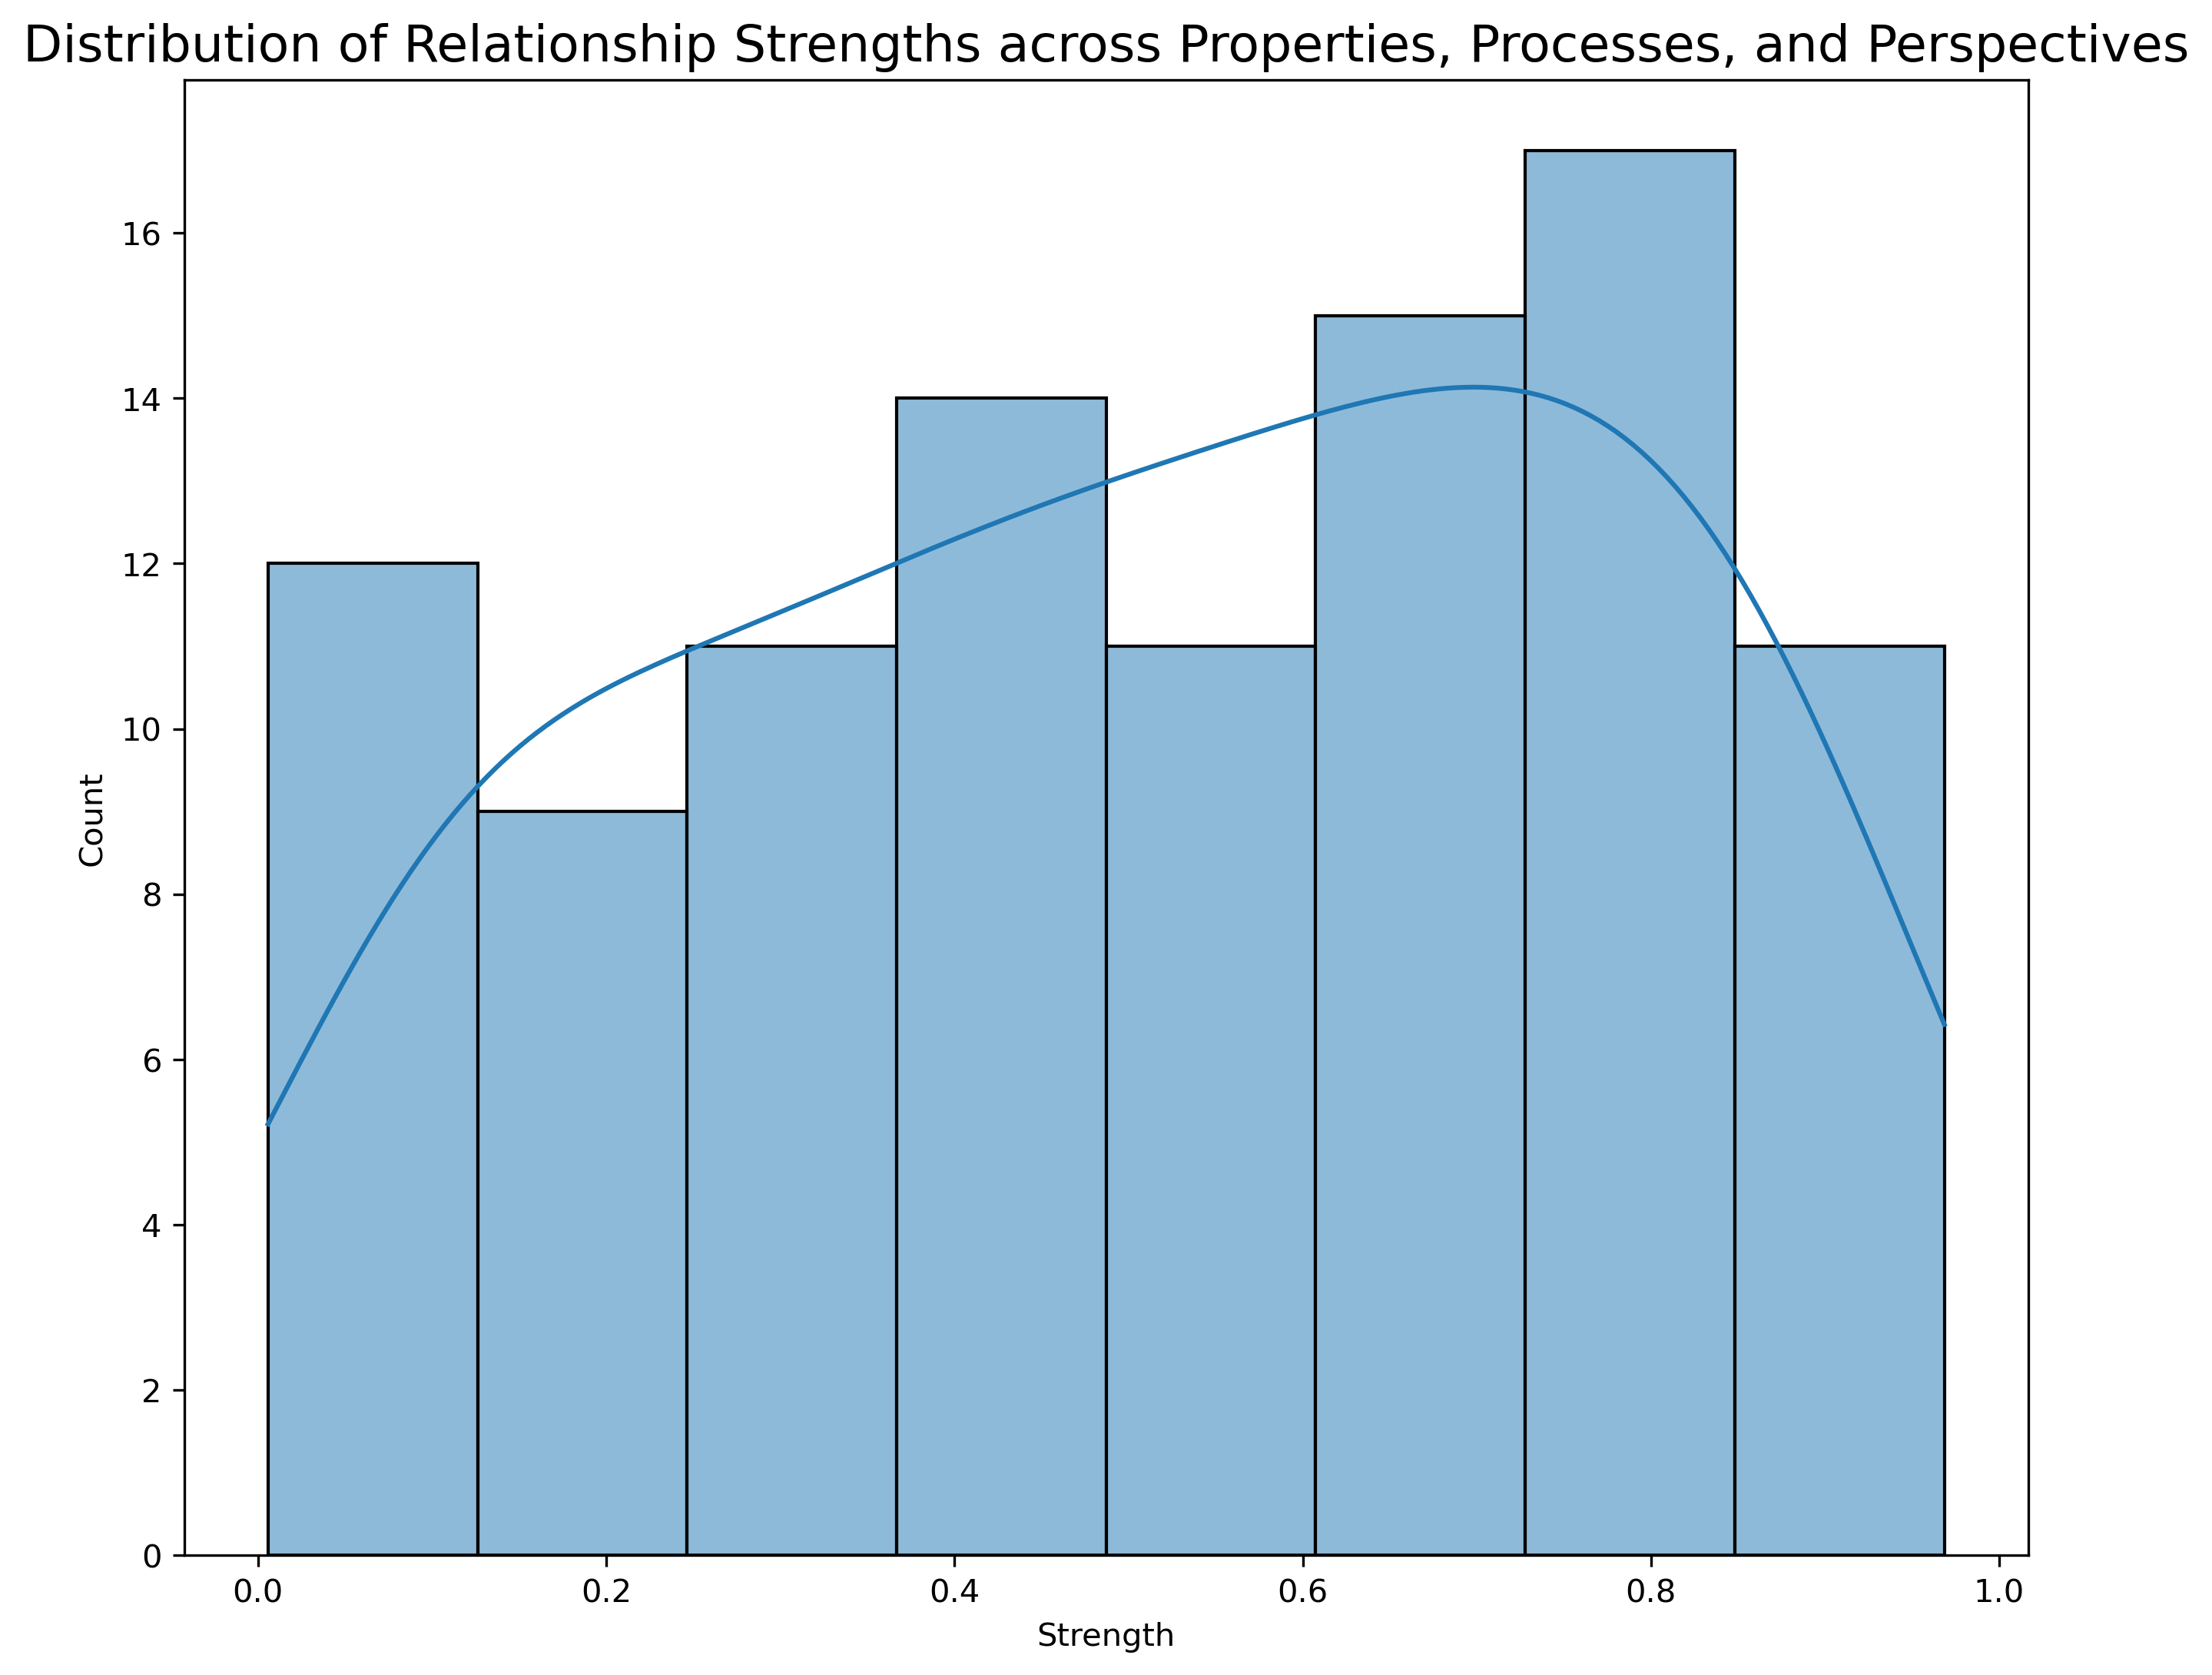 Distribution of Relationship Strengths across Properties, Processes, and Perspectives
16
14
12
10
8
6
4
2
0
Count
0.0 0.2 0.4 0.6 0.8 1.0
Strength